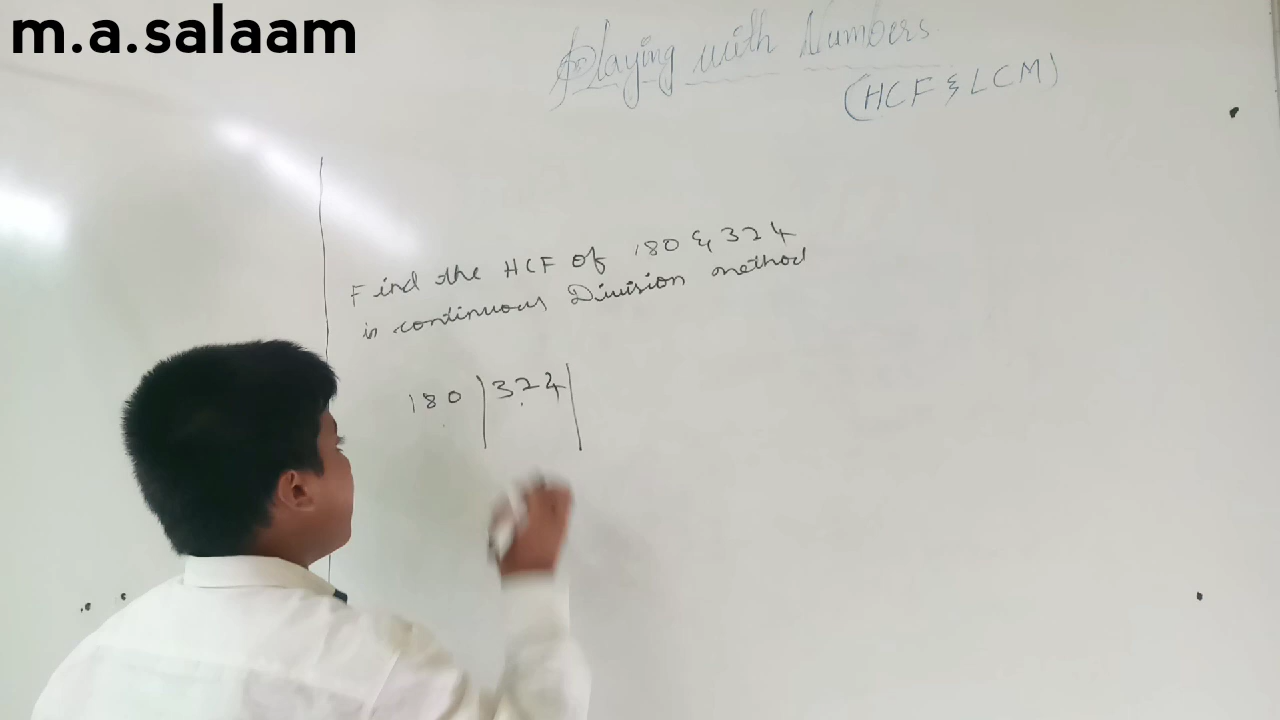 m.a.salaam
Playing with Numbers
(HCF & LCM)
Find the HCF of 180 & 324
in continuous Division method
180 | 324 |